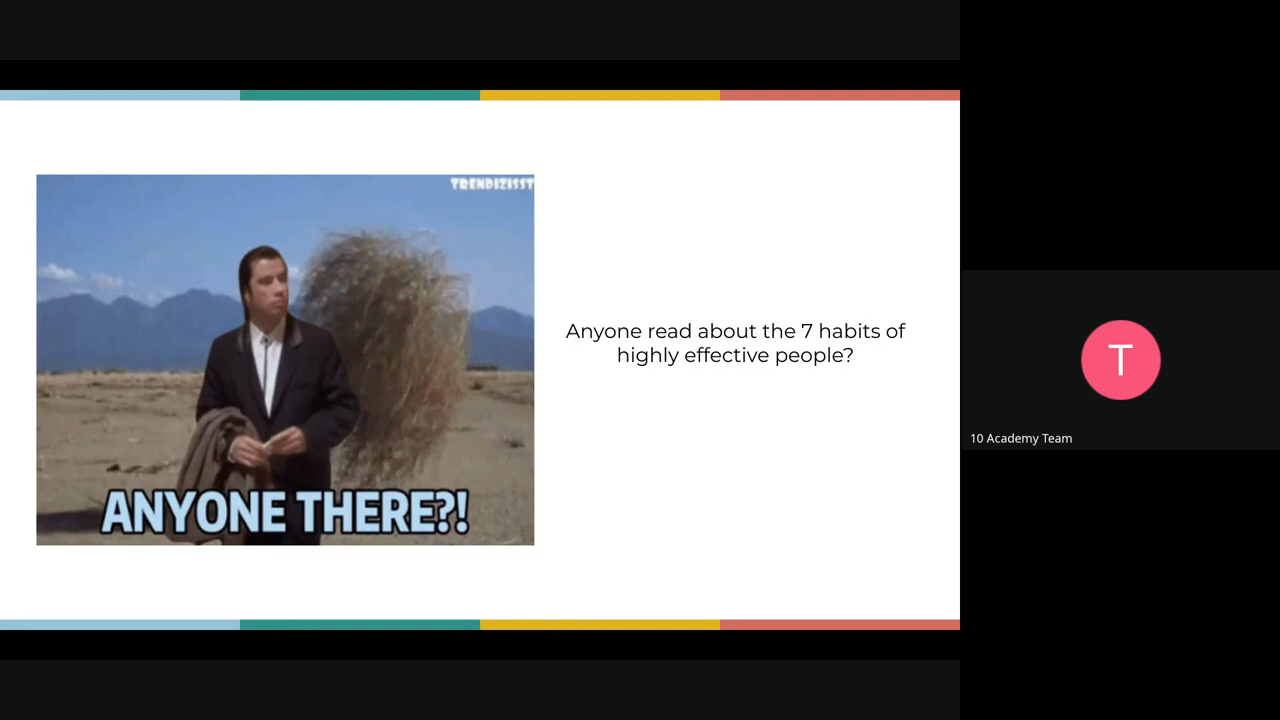 TRENDIZISST
ANYONE THERE?!
Anyone read about the 7 habits of
highly effective people?
T
10 Academy Team